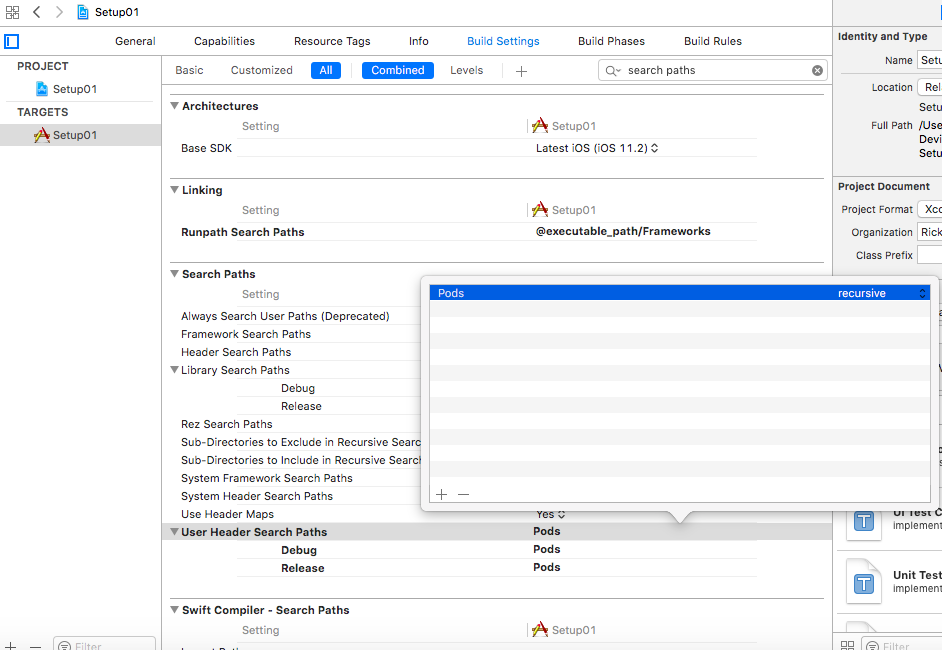 Setup01
General Capabilities Resource Tags Info Build Settings Build Phases Build Rules
Identity and Type
PROJECT
Setup01
TARGETS
Setup01
Basic Customized All Combined Levels search paths
Name Setu
Location Rela
Setu
Full Path /Use
Devi
Setu
Architectures
Setting Setup01
Base SDK Latest iOS (iOS 11.2)
Linking
Setting Setup01
Runpath Search Paths @executable_path/Frameworks
Project Document
Project Format Xco
Organization Rick
Class Prefix
Search Paths
Setting
Always Search User Paths (Deprecated)
Framework Search Paths
Header Search Paths
Library Search Paths
Debug
Release
Rez Search Paths
Sub-Directories to Exclude in Recursive Searc
Sub-Directories to Include in Recursive Search
System Framework Search Paths
System Header Search Paths
Use Header Maps Yes
Pods recursive
User Header Search Paths Pods
Debug Pods
Release Pods
Swift Compiler - Search Paths
Setting Setup01
UI Test C
implement
Unit Test
implement
Filter
Filter